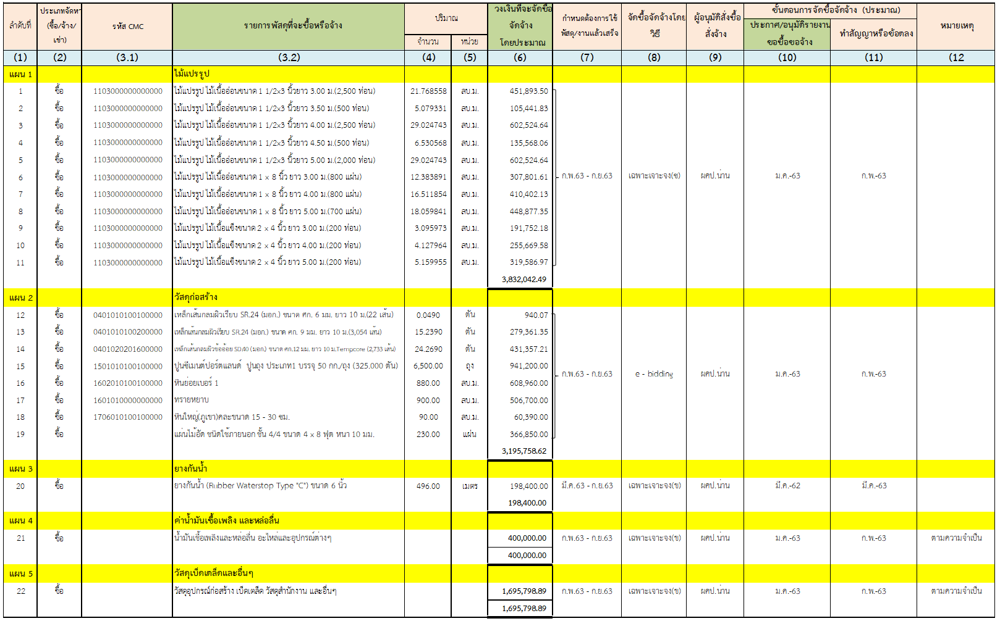 ลำดับที่ ประเภทจัดหา (ซื้อ/จ้าง/เช่า) รหัส CMC รายการพัสดุที่จะซื้อหรือจ้าง ปริมาณ จำนวน หน่วย วงเงินที่จะจัดซื้อจัดจ้างโดยประมาณ กำหนดต้องการใช้พัสดุ/งานแล้วเสร็จ จัดซื้อจัดจ้างโดยวิธี ผู้อนุมัติสั่งซื้อสั่งจ้าง ขั้นตอนการจัดซื้อจัดจ้าง (ประมาณ) ประกาศ/อนุมัติรายงานขอซื้อขอจ้าง ทำสัญญาหรือข้อตลง หมายเหตุ
(1) (2) (3.1) (3.2) (4) (5) (6) (7) (8) (9) (10) (11) (12
แผน 1 ไม้แปรรูป
1 ซื้อ 1103000000000000 ไม้แปรรูป ไม้เนื้ออ่อนขนาด 1 1/2x3 นิ้วยาว 3.00 ม.(2,500 ท่อน) 21.768558 ลบ.ม. 451,893.50
2 ซื้อ 1103000000000000 ไม้แปรรูป ไม้เนื้ออ่อนขนาด 1 1/2x3 นิ้วยาว 3.50 ม.(500 ท่อน) 5.079331 ลบ.ม. 105,441.83
3 ซื้อ 1103000000000000 ไม้แปรรูป ไม้เนื้ออ่อนขนาด 1 1/2x3 นิ้วยาว 4.00 ม.(2,500 ท่อน) 29.024743 ลบ.ม. 602,524.64
4 ซื้อ 1103000000000000 ไม้แปรรูป ไม้เนื้ออ่อนขนาด 1 1/2x3 นิ้วยาว 4.50 ม.(500 ท่อน) 6.530568 ลบ.ม. 135,568.06
5 ซื้อ 1103000000000000 ไม้แปรรูป ไม้เนื้ออ่อนขนาด 1 1/2x3 นิ้วยาว 5.00 ม.(2,000 ท่อน) 29.024743 ลบ.ม. 602,524.64
6 ซื้อ 1103000000000000 ไม้แปรรูป ไม้เนื้ออ่อนขนาด 1 x 8 นิ้ว ยาว 3.00 ม.(800 แผ่น) 12.383891 ลบ.ม. 307,801.61 ก.พ.63 - ก.ย.63 เฉพาะเจาะจง(ซ) ผคป.น่าน ม.ค.-63 ก.พ.-63
7 ซื้อ 1103000000000000 ไม้แปรรูป ไม้เนื้ออ่อนขนาด 1 x 8 นิ้ว ยาว 4.00 ม.(800 แผ่น) 16.511854 ลบ.ม. 410,402.13
8 ซื้อ 1103000000000000 ไม้แปรรูป ไม้เนื้ออ่อนขนาด 1 x 8 นิ้ว ยาว 5.00 ม.(700 แผ่น) 18.059841 ลบ.ม. 448,877.35
9 ซื้อ 1103000000000000 ไม้แปรรูป ไม้เนื้อแข็งขนาด 2 x 4 นิ้ว ยาว 3.00 ม.(200 ท่อน) 3.095973 ลบ.ม. 191,752.18
10 ซื้อ 1103000000000000 ไม้แปรรูป ไม้เนื้อแข็งขนาด 2 x 4 นิ้ว ยาว 4.00 ม.(200 ท่อน) 4.127964 ลบ.ม. 255,669.58
11 ซื้อ 1103000000000000 ไม้แปรรูป ไม้เนื้อแข็งขนาด 2 x 4 นิ้ว ยาว 5.00 ม.(200 ท่อน) 5.159955 ลบ.ม. 319,586.97
3,832,042.49
แผน 2 วัสดุก่อสร้าง
12 ซื้อ 0401010100100000 เหล็กเส้นกลมผิวเรียบ SR.24 (มอก.) ขนาด ศก. 6 มม. ยาว 10 ม.(22 เส้น) 0.0490 ตัน 940.07
13 ซื้อ 0401010100200000 เหล็กเส้นกลมผิวเรียบ SR.24 (มอก.) ขนาด ศก. 9 มม. ยาว 10 ม.(3,054 เส้น) 15.2390 ตัน 279,361.35
14 ซื้อ 0401020201600000 เหล็กเส้นกลมผิวข้ออ้อย SD.40 (มอก.) ขนาด ศก.12 มม. ยาว 10 ม.Tempcore (2,733 เส้น) 24.2690 ตัน 431,357.21
15 ซื้อ 1501010100100000 ปูนซีเมนต์ปอร์ตแลนด์ ปูนถุง ประเภท1 บรรจุ 50 กก./ถุง (325.000 ตัน) 6,500.00 ถุง 941,200.00 ก.พ.63 - ก.ย.63 e - bidding ผคป.น่าน ม.ค.-63 ก.พ.-63
16 ซื้อ 1602010100100000 หินย่อยเบอร์ 1 880.00 ลบ.ม. 608,960.00
17 ซื้อ 1601010000000000 ทรายหยาบ 900.00 ลบ.ม. 506,700.00
18 ซื้อ 1706010100100000 หินใหญ่(ภูเขา)คละขนาด 15 - 30 ซม. 90.00 ลบ.ม. 60,390.00
19 ซื้อ แผ่นไม้อัด ชนิดใช้ภายนอก ชั้น 4/4 ขนาด 4 x 8 ฟุต หนา 10 มม. 230.00 แผ่น 366,850.00
3,195,758.62
แผน 3 ยางกันน้ำ
20 ซื้อ ยางกันน้ำ (Rubber Waterstop Type "C") ขนาด 6 นิ้ว 496.00 เมตร 198,400.00 มี.ค.63 - ก.ย.63 เฉพาะเจาะจง(ข) ผคป.น่าน มี.ค.-62 มี.ค.-63
198,400.00
แผน 4 ค่าน้ำมันเชื้อเพลิง และหล่อลื่น
21 ซื้อ น้ำมันเชื้อเพลิงและหล่อลื่น อะไหล่และอุปกรณ์ต่างๆ 400,000.00 ก.พ.63 - ก.ย.63 เฉพาะเจาะจง(ข) ผคป.น่าน ม.ค.-63 ก.พ.-63 ตามความจำเป็น
400,000.00
แผน 5 วัสดุเบ็ดเตล็ดและอื่นๆ
22 ซื้อ วัสดุอุปกรณ์ก่อสร้าง เบ็ดเตล็ด วัสดุสำนักงาน และอื่นๆ 1,695,798.89 ก.พ.63 - ก.ย.63 เฉพาะเจาะจง(ข) ผคป.น่าน ม.ค.-63 ก.พ.-63 ตามความจำเป็น
1,695,798.89